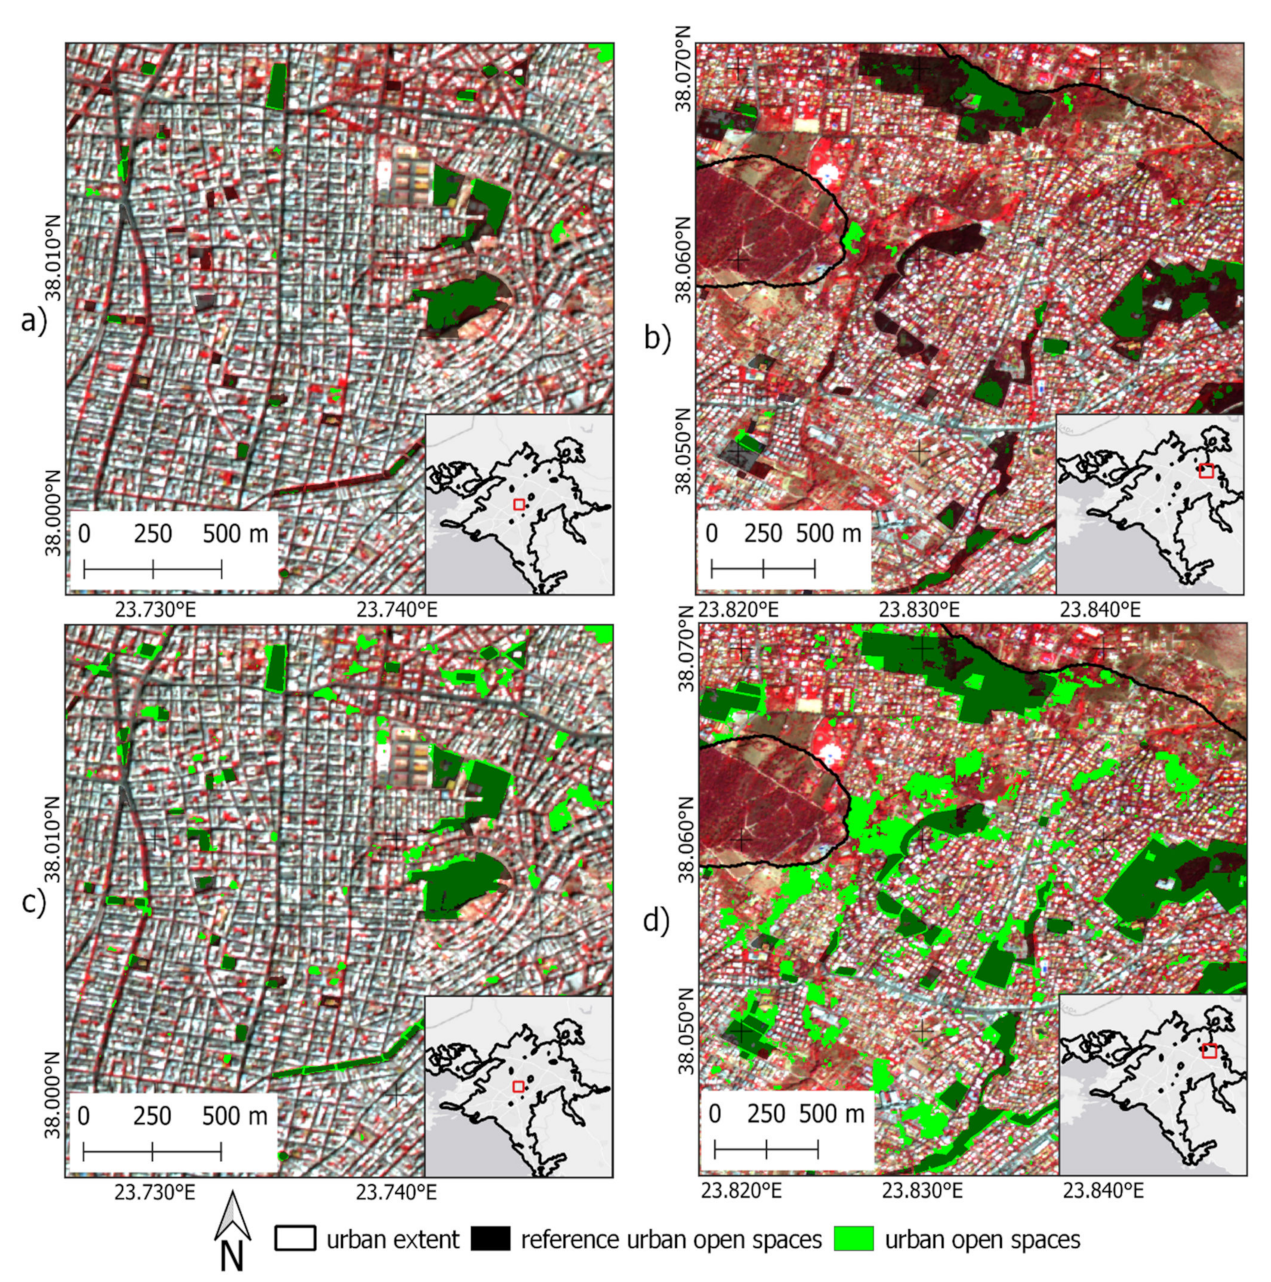 38.010°N
38.000°N
a)
0 250 500 m
23.730°E 23.740°E
38.070°N
38.060°N
38.050°N
b)
0 250 500 m
23.820°E 23.830°E 23.840°E
38.010°N
38.000°N
c)
0 250 500 m
23.730°E 23.740°E
38.070°N
38.060°N
38.050°N
d)
0 250 500 m
23.820°E 23.830°E 23.840°E
N
urban extent reference urban open spaces urban open spaces